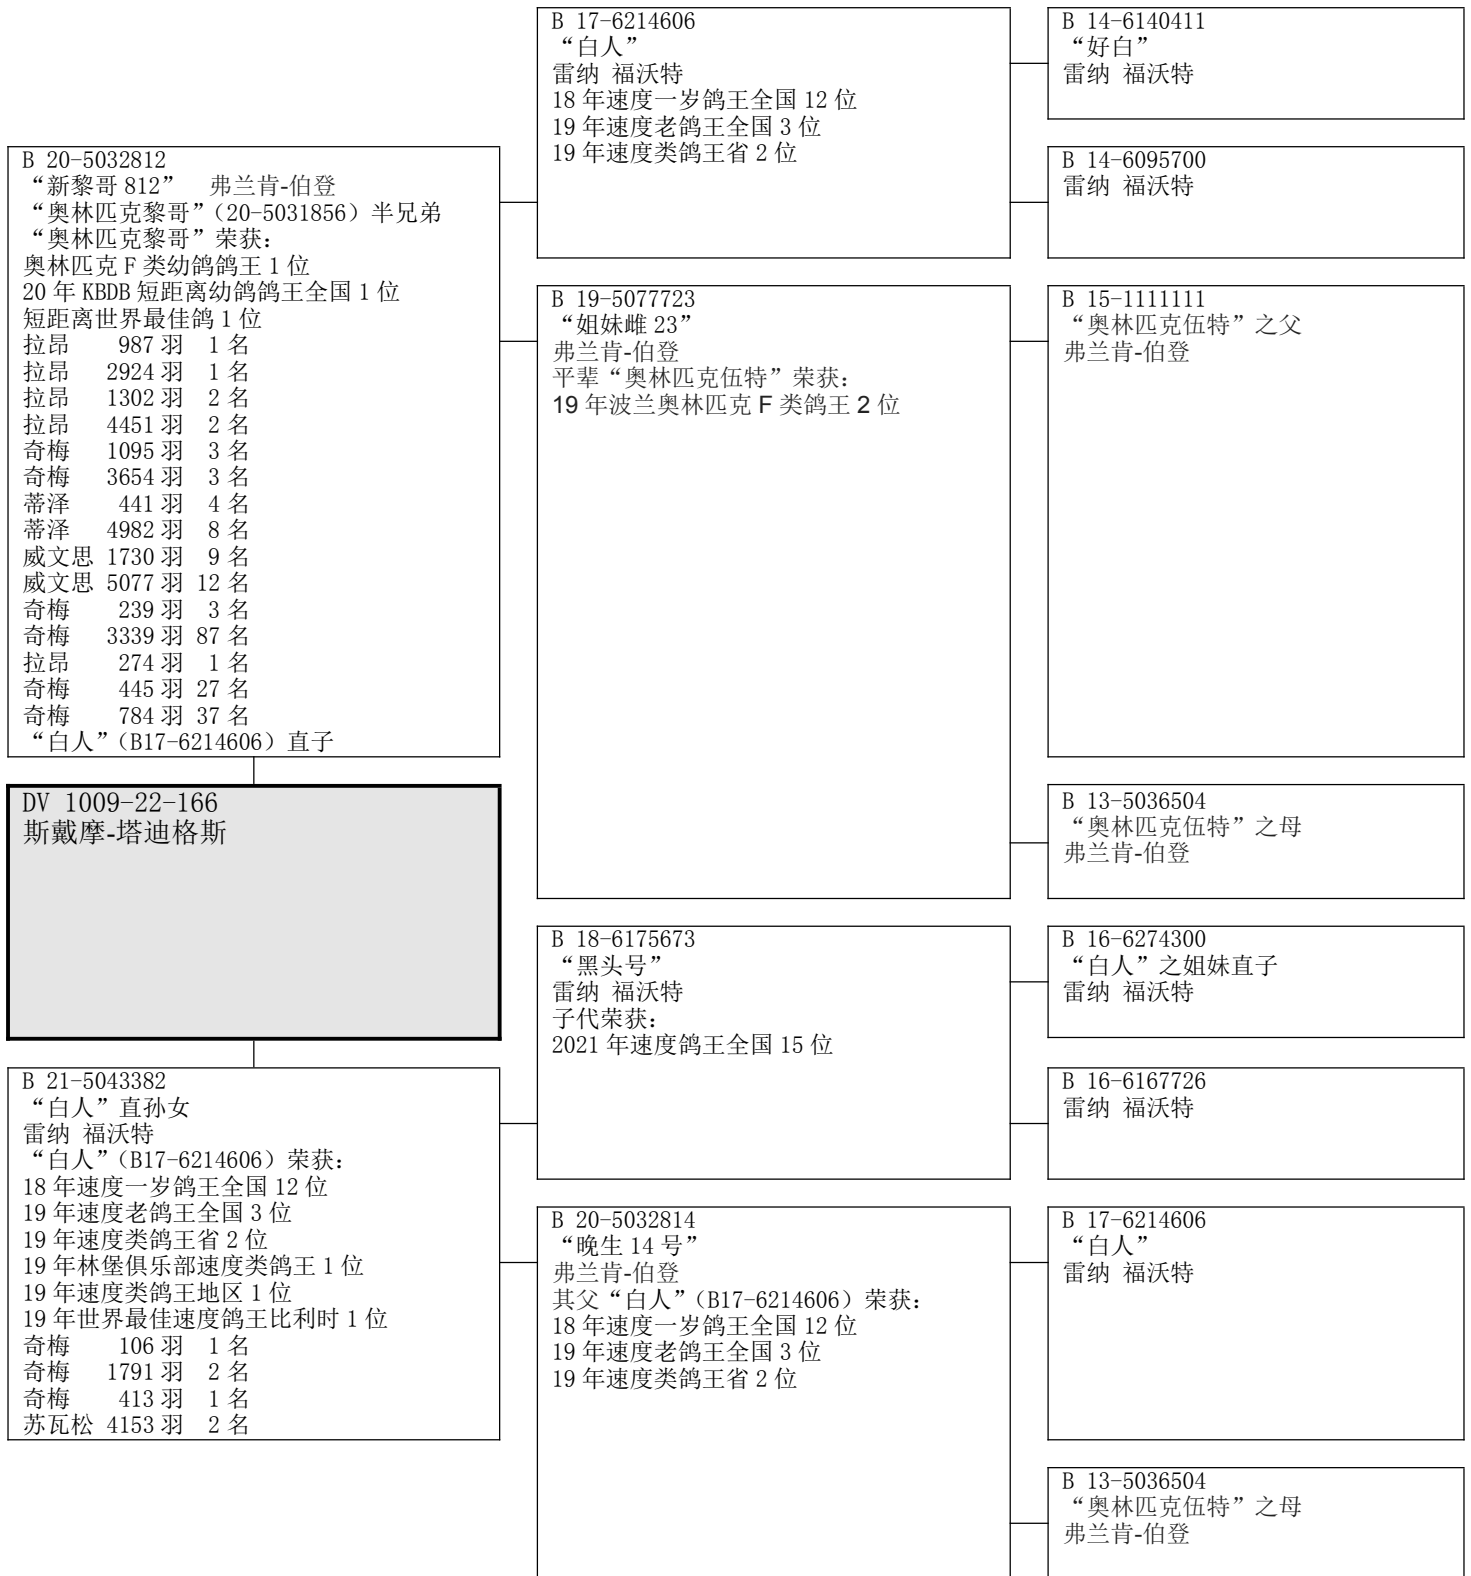 B 20-5032812
“新黎哥 812”  弗兰肯-伯登
“奥林匹克黎哥”（20-5031856）半兄弟
“奥林匹克黎哥”荣获：
奥林匹克 F 类幼鸽鸽王 1 位
20 年 KBDB 短距离幼鸽鸽王全国 1 位
短距离世界最佳鸽 1 位
拉昂 987 羽 1 名
拉昂 2924 羽 1 名
拉昂 1302 羽 2 名
拉昂 4451 羽 2 名
奇梅 1095 羽 3 名
奇梅 3654 羽 3 名
蒂泽 441 羽 4 名
蒂泽 4982 羽 8 名
威文思 1730 羽 9 名
威文思 5077 羽 12 名
奇梅 239 羽 3 名
奇梅 3339 羽 87 名
拉昂 274 羽 1 名
奇梅 445 羽 27 名
奇梅 784 羽 37 名
“白人”（B17-6214606）直子
DV 1009-22-166
斯戴摩-塔迪格斯
B 21-5043382
“白人”直孙女
雷纳 福沃特
“白人”（B17-6214606）荣获：
18 年速度一岁鸽王全国 12 位
19 年速度老鸽王全国 3 位
19 年速度类鸽王省 2 位
19 年林堡俱乐部速度类鸽王 1 位
19 年速度类鸽王地区 1 位
19 年世界最佳速度鸽王比利时 1 位
奇梅 106 羽 1 名
奇梅 1791 羽 2 名
奇梅 413 羽 1 名
苏瓦松 4153 羽 2 名
B 17-6214606
“白人”
雷纳 福沃特
18 年速度一岁鸽王全国 12 位
19 年速度老鸽王全国 3 位
19 年速度类鸽王省 2 位
B 19-5077723
“姐妹雌 23”
弗兰肯-伯登
平辈“奥林匹克伍特”荣获：
19 年波兰奥林匹克 F 类鸽王 2 位
B 18-6175673
“黑头号”
雷纳 福沃特
子代荣获：
2021 年速度鸽王全国 15 位
B 20-5032814
“晚生 14 号”
弗兰肯-伯登
其父“白人”（B17-6214606）荣获：
18 年速度一岁鸽王全国 12 位
19 年速度老鸽王全国 3 位
19 年速度类鸽王省 2 位
B 14-6140411
“好白”
雷纳 福沃特
B 14-6095700
雷纳 福沃特
B 15-1111111
“奥林匹克伍特”之父
弗兰肯-伯登
B 13-5036504
“奥林匹克伍特”之母
弗兰肯-伯登
B 16-6274300
“白人”之姐妹直子
雷纳 福沃特
B 16-6167726
雷纳 福沃特
B 17-6214606
“白人”
雷纳 福沃特
B 13-5036504
“奥林匹克伍特”之母
弗兰肯-伯登